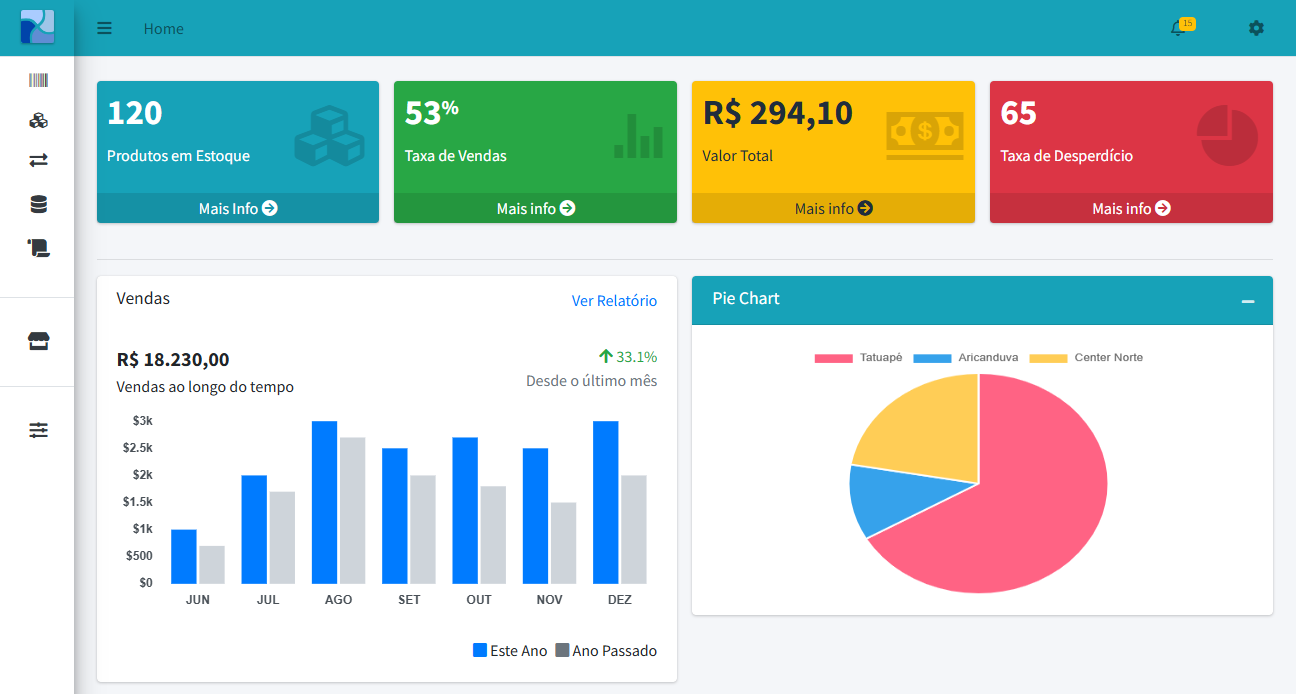 Home
15
120
Produtos em Estoque
Mais Info
53%
Taxa de Vendas
Mais info
R$ 294,10
Valor Total
Mais info
65
Taxa de Desperdício
Mais info
Vendas
Ver Relatório
R$ 18.230,00
33.1%
Vendas ao longo do tempo
Desde o último mês
$3k
$2.5k
$2k
$1.5k
$1k
$500
$0
JUN JUL AGO SET OUT NOV DEZ
Este Ano Ano Passado
Pie Chart
Tatuapé Aricanduva Center Norte